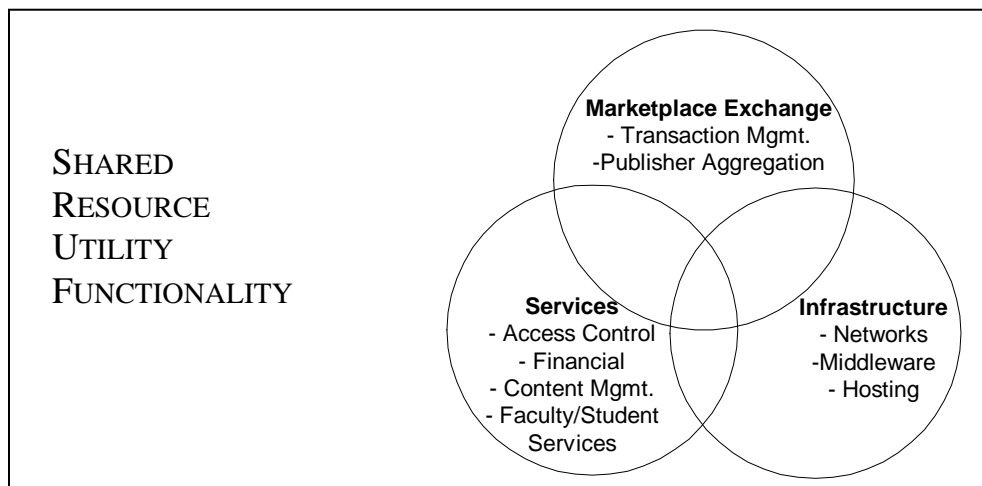 SHARED
RESOURCE
UTILITY
FUNCTIONALITY
Marketplace Exchange
- Transaction Mgmt.
-Publisher Aggregation
Services
- Access Control
- Financial
- Content Mgmt.
- Faculty/Student
Services
Infrastructure
- Networks
-Middleware
- Hosting